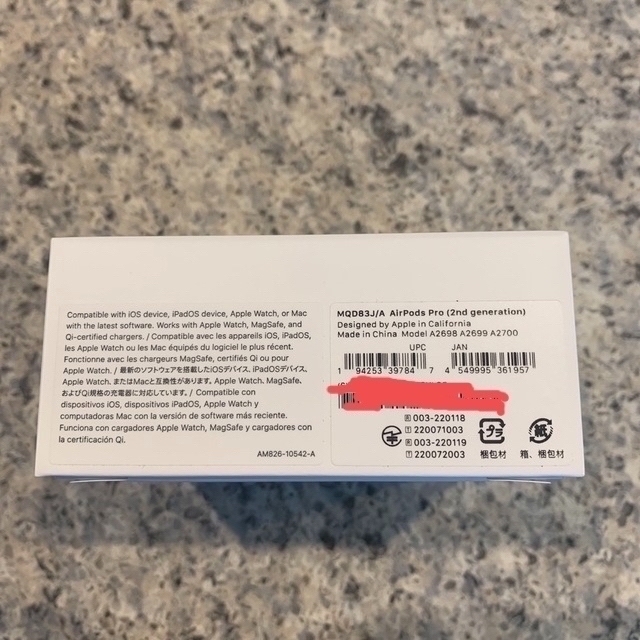 Compatible with iOS device, iPadOS device, Apple Watch, or Mac
with the latest software. Works with Apple Watch, MagSafe, and
Qi-certified chargers. / Compatible avec les appareils iOS, iPadOS,
les Apple Watch ou les Mac équipés du logiciel le plus récent.
Fonctionne avec les chargeurs MagSafe, certifiés Qi ou pour
Apple Watch. / 最新のソフトウェアを搭載したiOSデバイス、iPadOSデバイス、
Apple Watch、またはMacと互換性があります。Apple Watch、MagSafe、
およびQi規格の充電器に対応しています。/ Compatible con
dispositivos iOS, dispositivos iPadOS, Apple Watch y
computadoras Mac con la versión de software más reciente.
Funciona con cargadores Apple Watch, MagSafe y cargadores con
la certificación Qi.
AM826-10542-A
MQD83J/A AirPods Pro (2nd generation)
Designed by Apple in California
Made in China Model A2698 A2699 A2700
UPC JAN
1 94253 39784 7 4 549995 361957
R 003-220118
T 220071003
R 003-220119
T 220072003
プラ
梱包材
紙
箱、梱包材